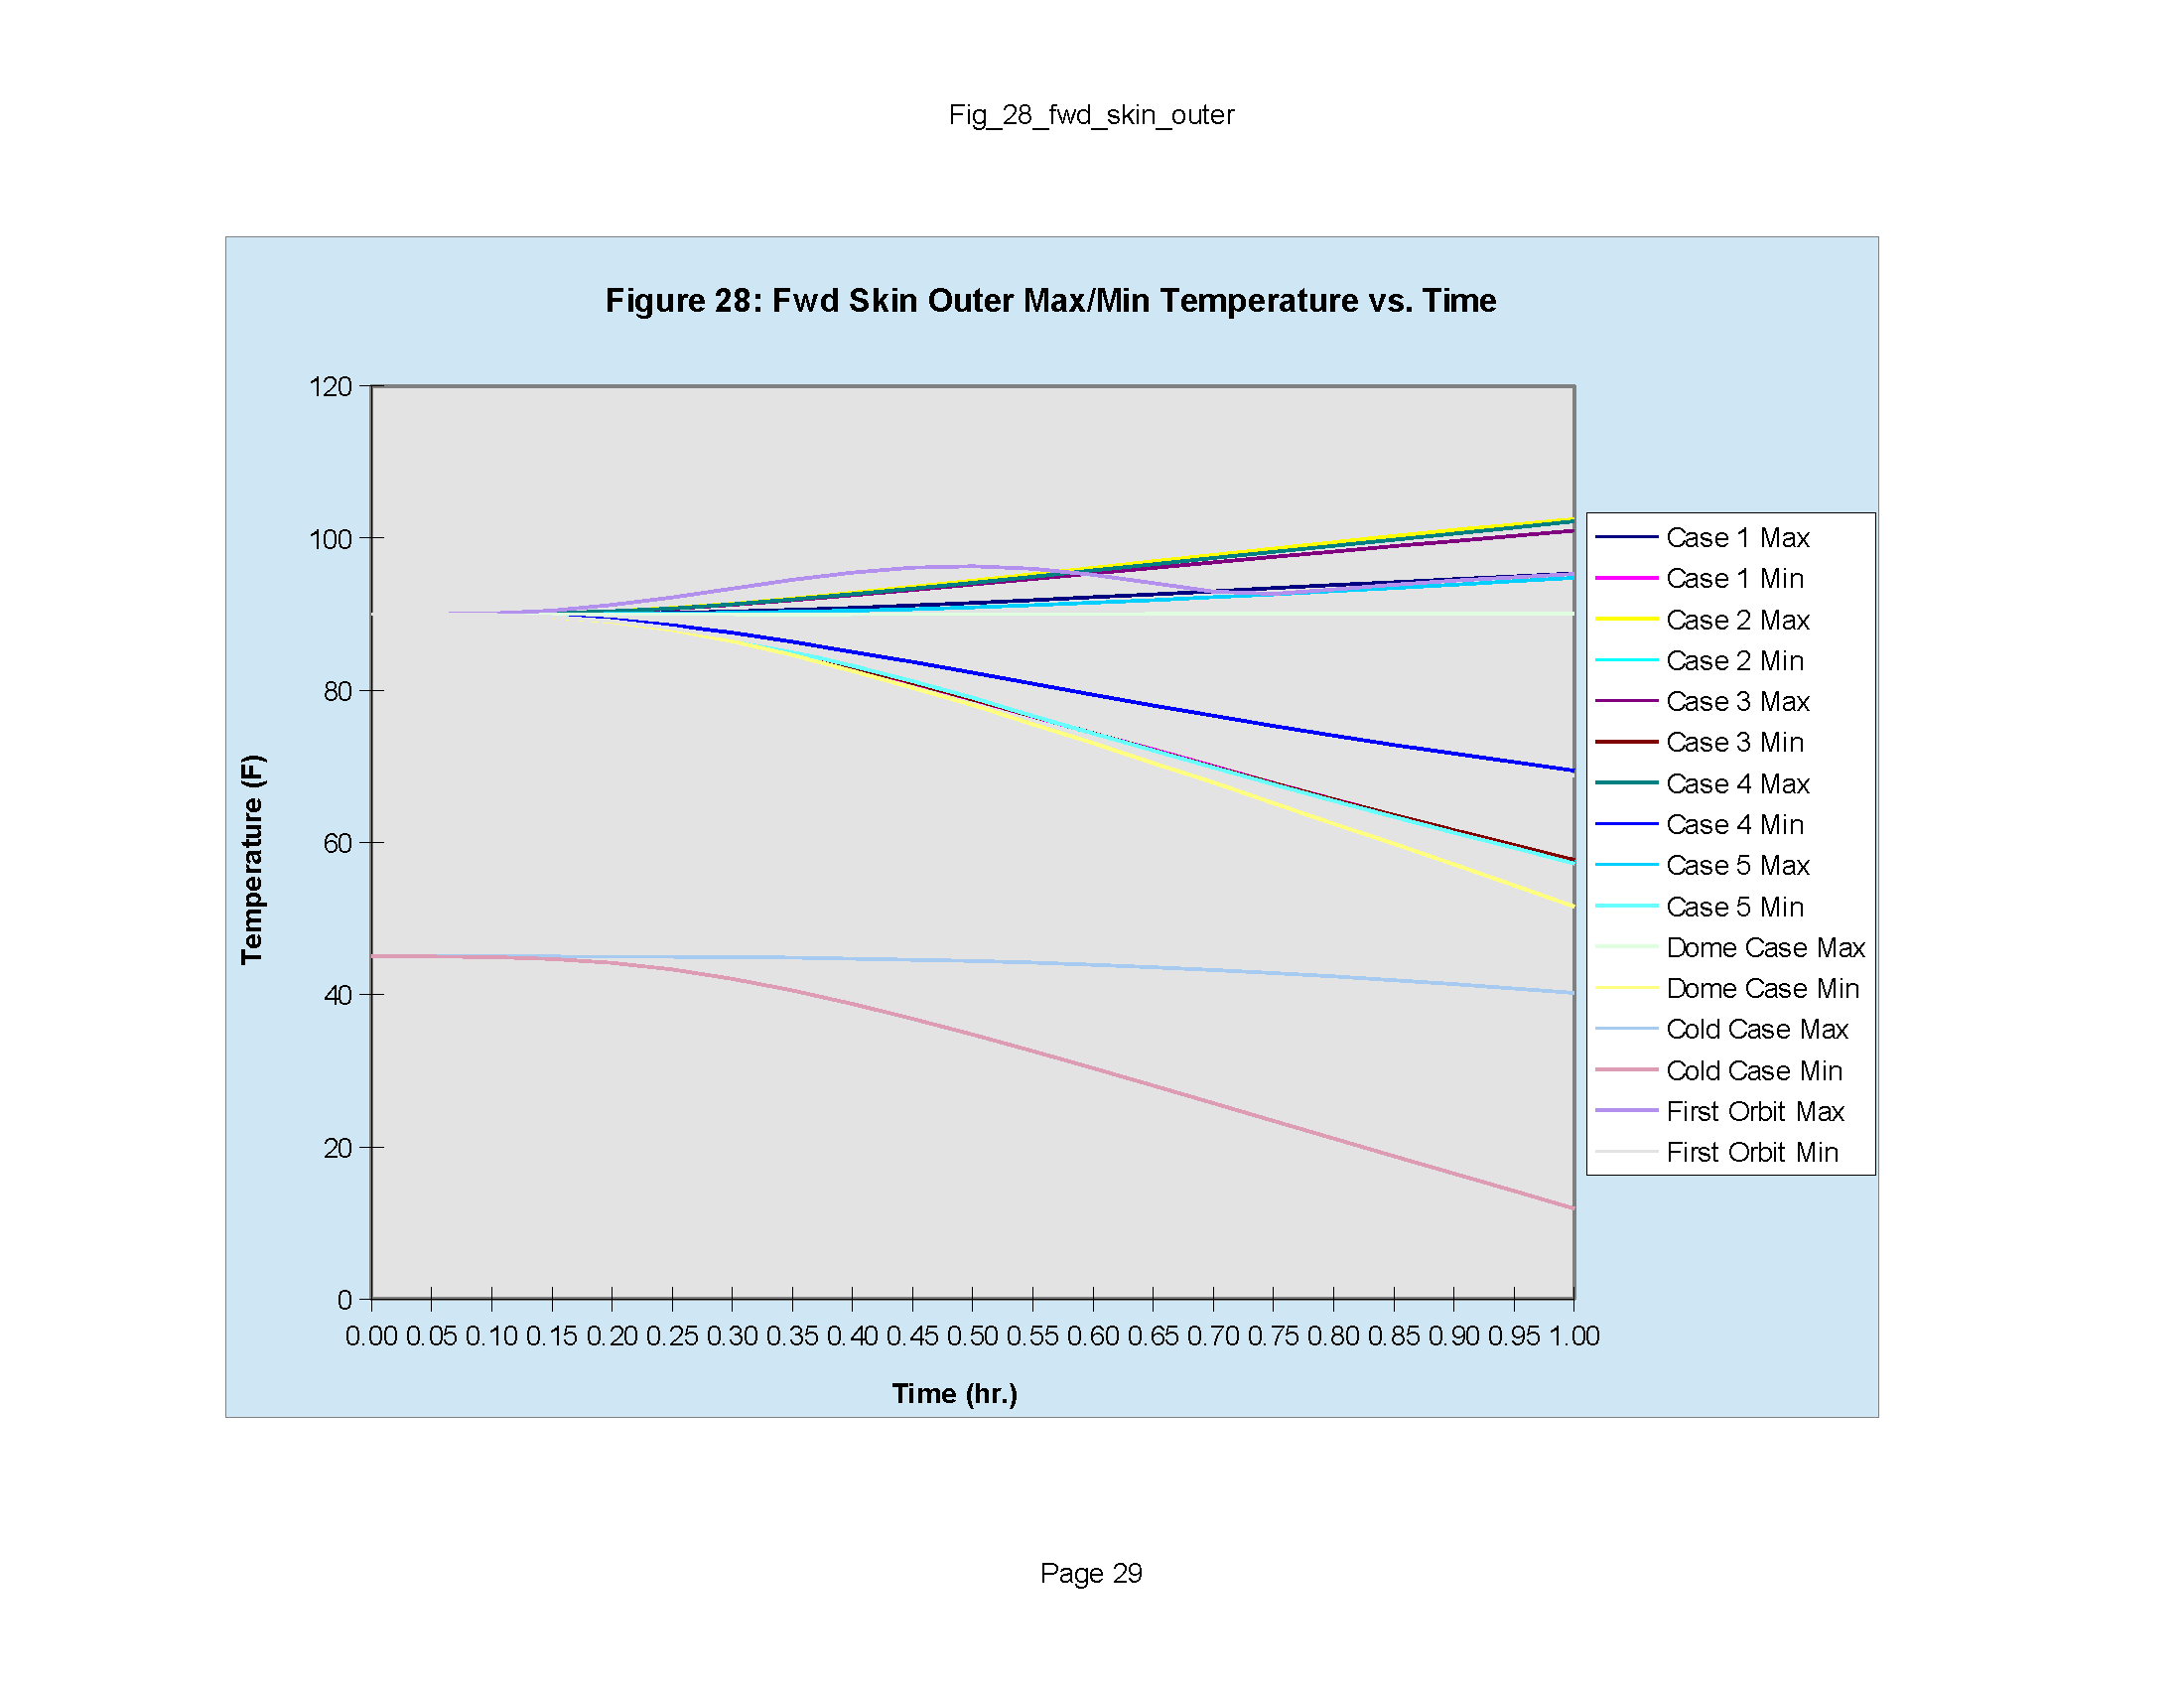 Fig_28_fwd_skin_outer
Figure 28: Fwd Skin Outer Max/Min Temperature vs. Time
120
100
80
60
40
20
0
Temperature (F)
0.00 0.05 0.10 0.15 0.20 0.25 0.30 0.35 0.40 0.45 0.50 0.55 0.60 0.65 0.70 0.75 0.80 0.85 0.90 0.95 1.00
Time (hr.)
Case 1 Max
Case 1 Min
Case 2 Max
Case 2 Min
Case 3 Max
Case 3 Min
Case 4 Max
Case 4 Min
Case 5 Max
Case 5 Min
Dome Case Max
Dome Case Min
Cold Case Max
Cold Case Min
First Orbit Max
First Orbit Min
Page 29